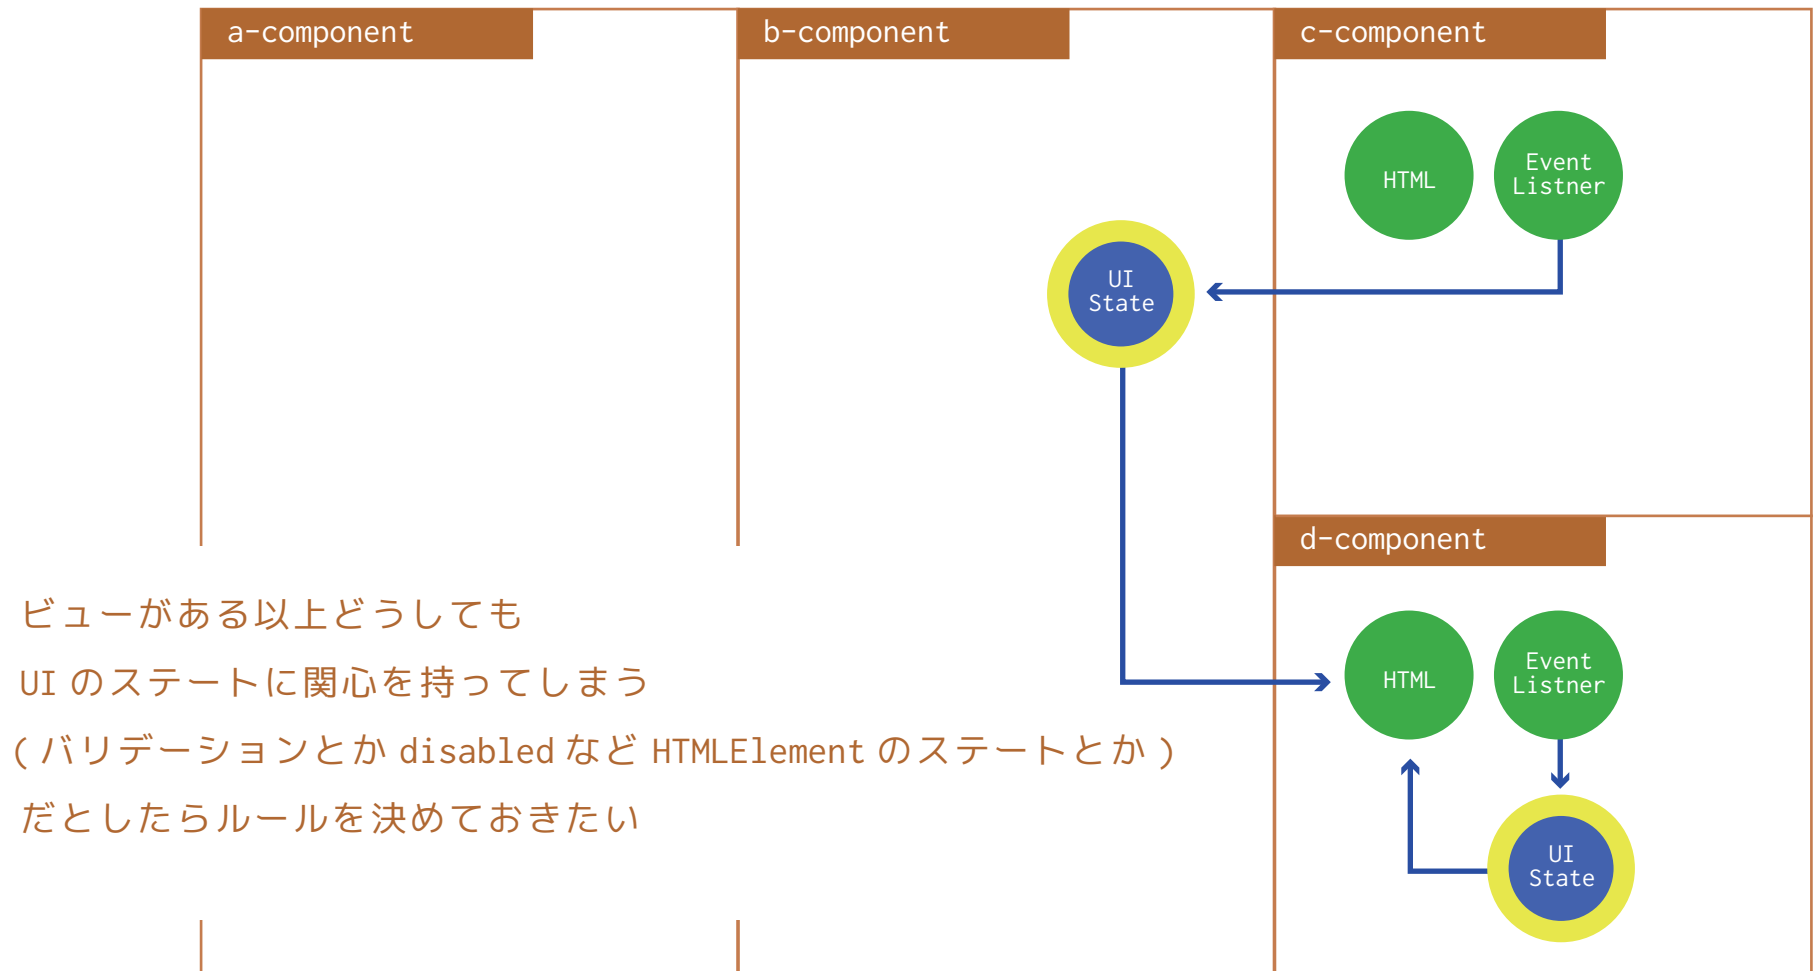 a-component
b-component
c-component
HTML
Event
Listner
UI
State
d-component
HTML
Event
Listner
UI
State
ビューがある以上どうしても
UI のステートに関心を持ってしまう
( バリデーションとか disabled など HTMLElement のステートとか )
だとしたらルールを決めておきたい